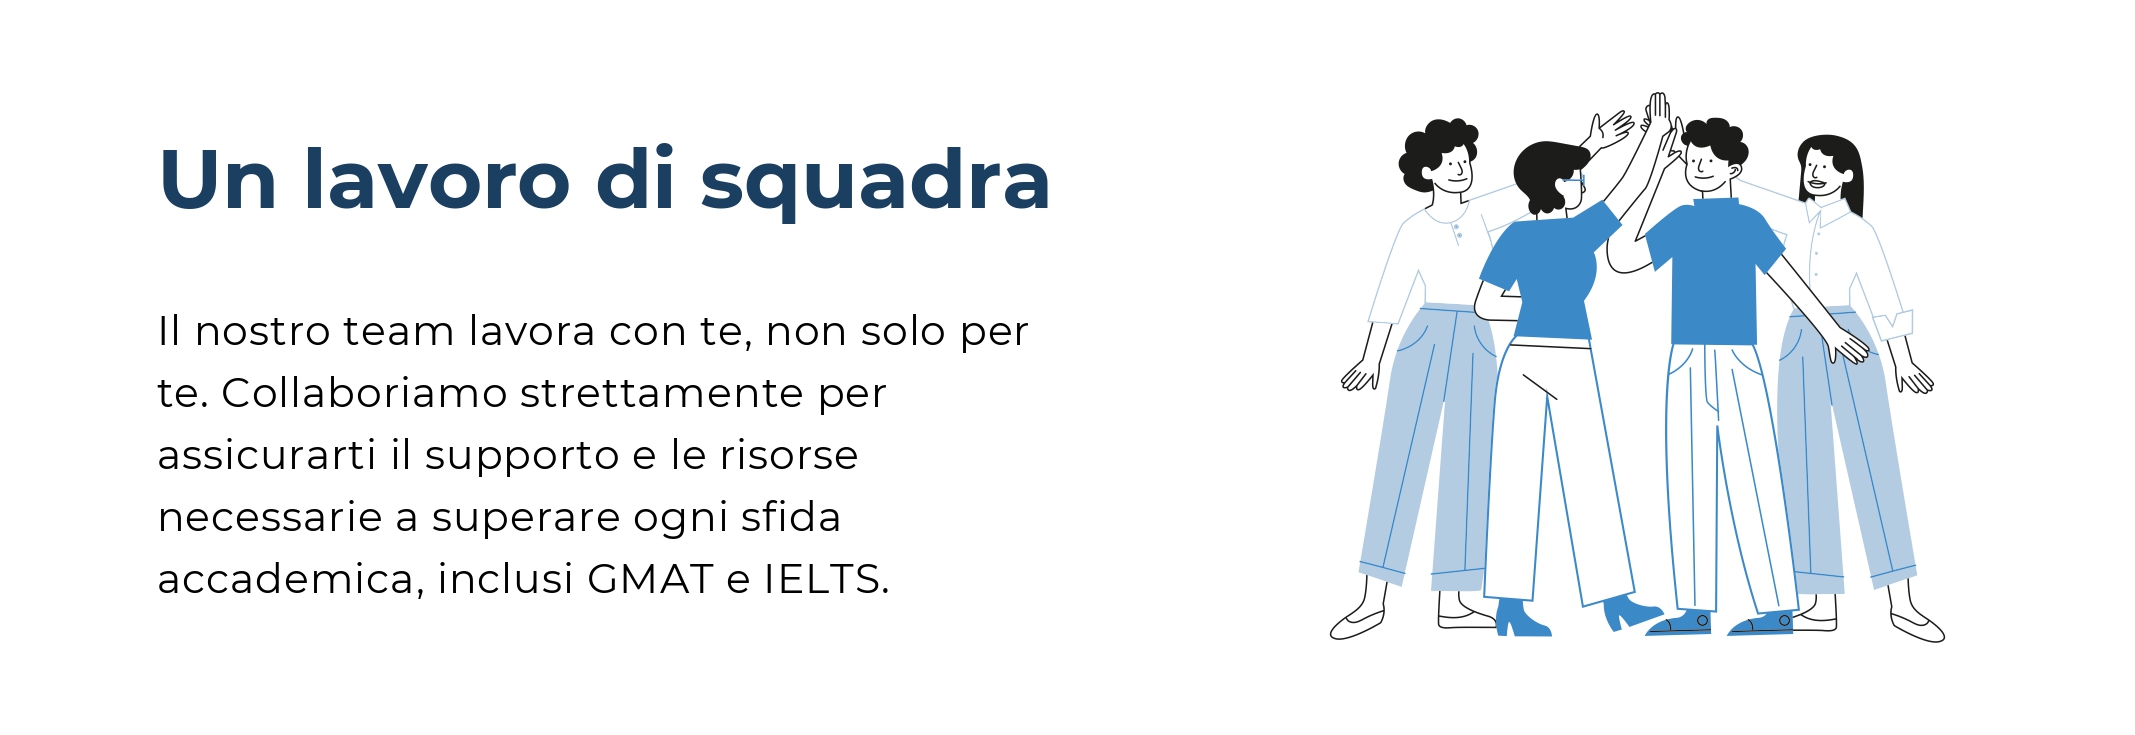 Un lavoro di squadra
Il nostro team lavora con te, non solo per
te. Collaboriamo strettamente per
assicurarti il supporto e le risorse
necessarie a superare ogni sfida
accademica, inclusi GMAT e IELTS.